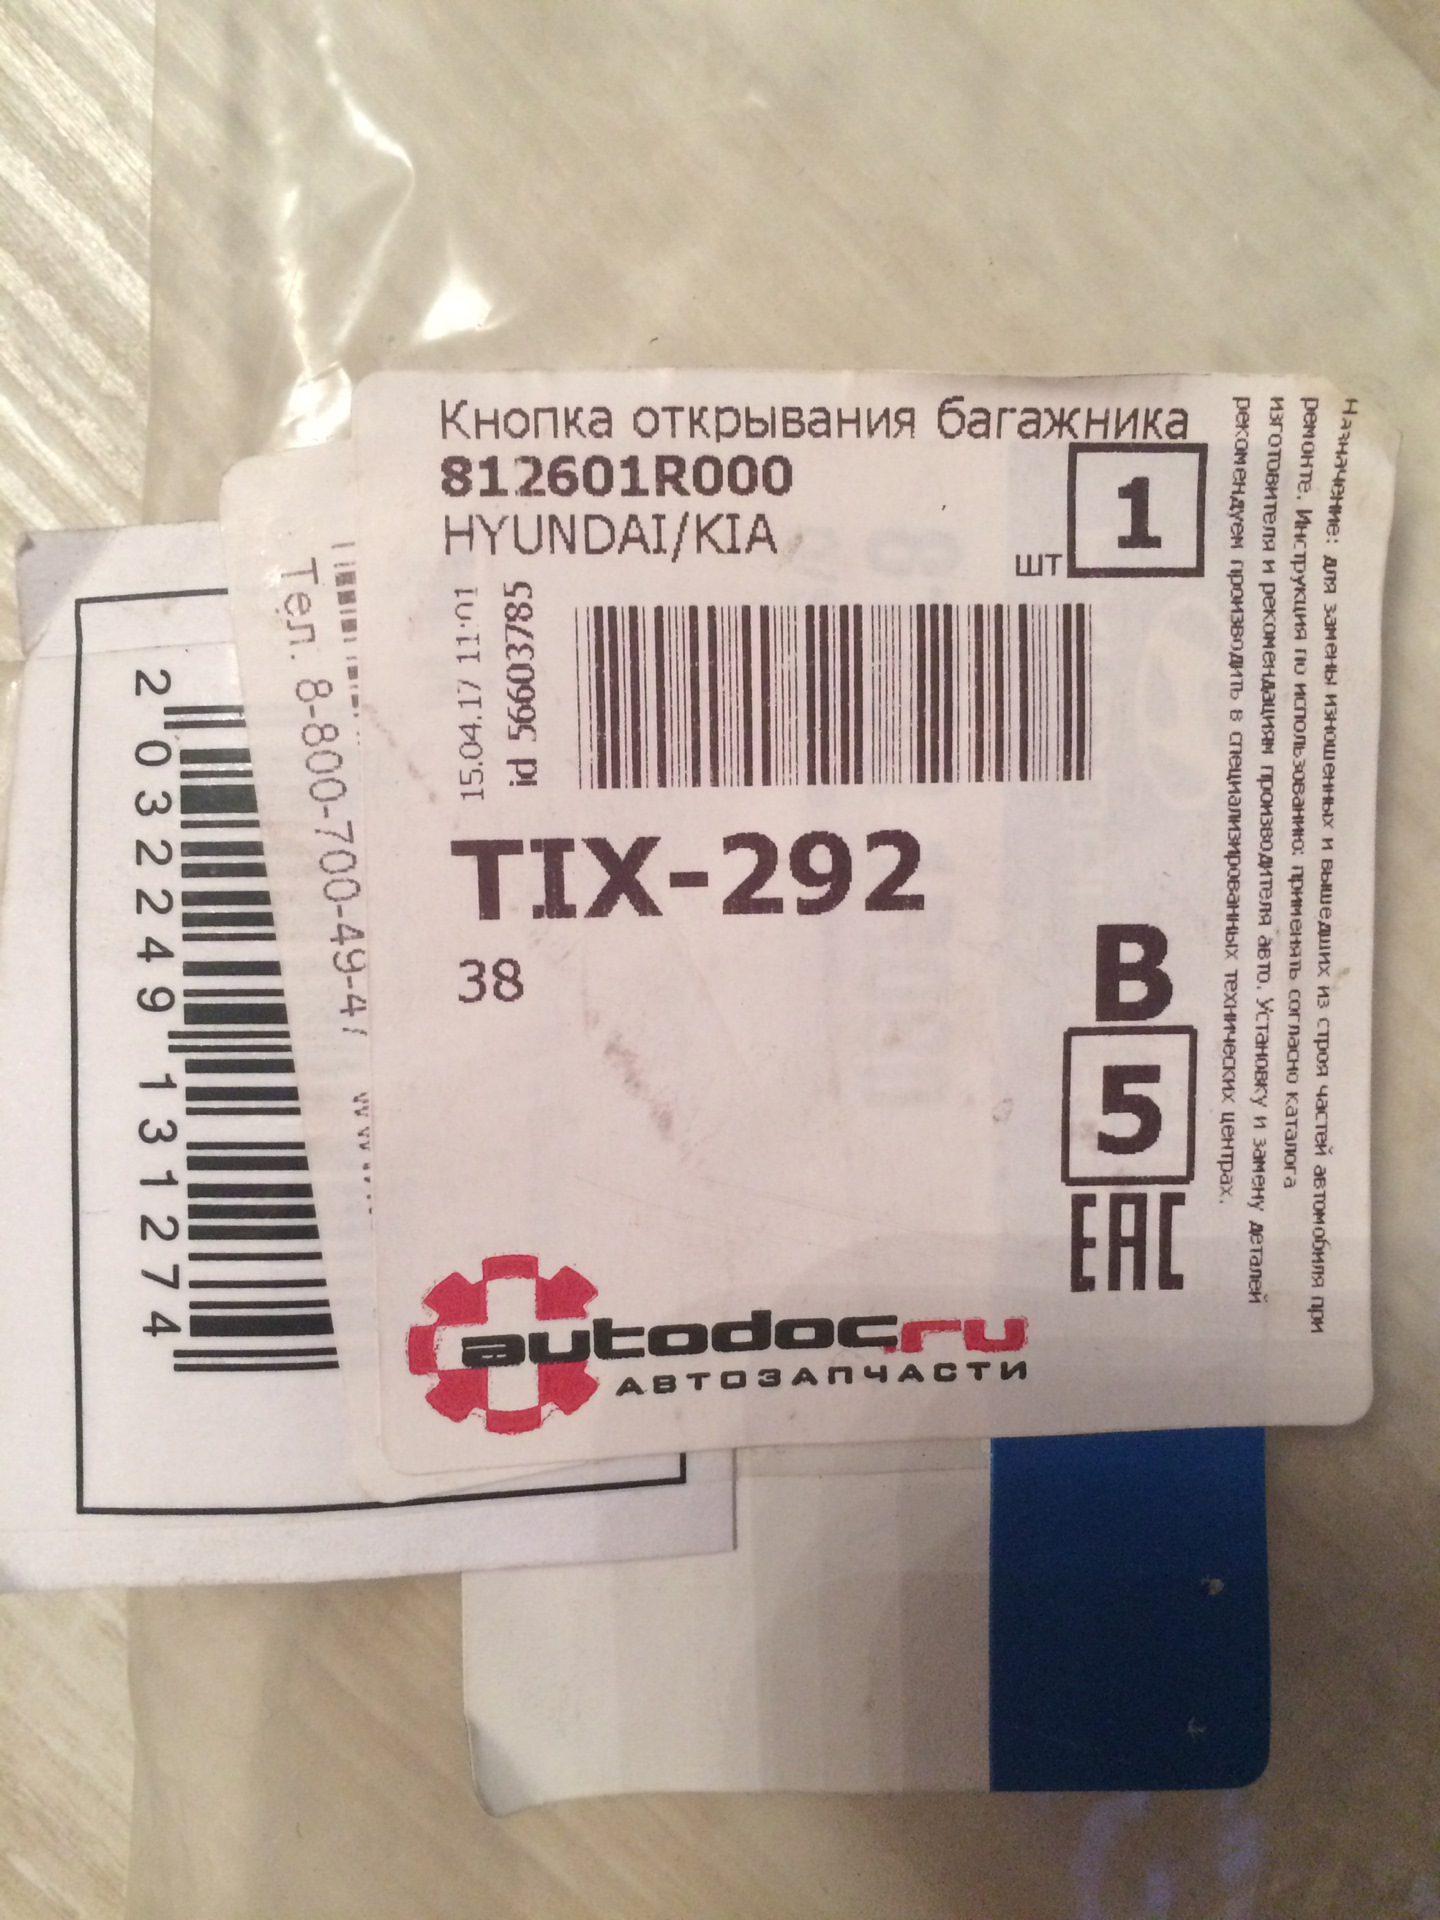 Кнопка открывания багажника
812601R000
HYUNDAI/KIA
шт 1
15.04.17 11:01
id 56603785
TIX-292
38
B
5
EAC
autodoc.ru
АВТОЗАПЧАСТИ
Назначение: для замены изношенных и вышедших из строя частей автомобиля при
ремонте. Инструкция по использованию: применять согласно каталога
изготовителя и рекомендациям производителя авто. Установку и замену деталей
рекомендуем производить в специализированных технических центрах.
Тел. 8-800-700-49-4
www
2032249131274